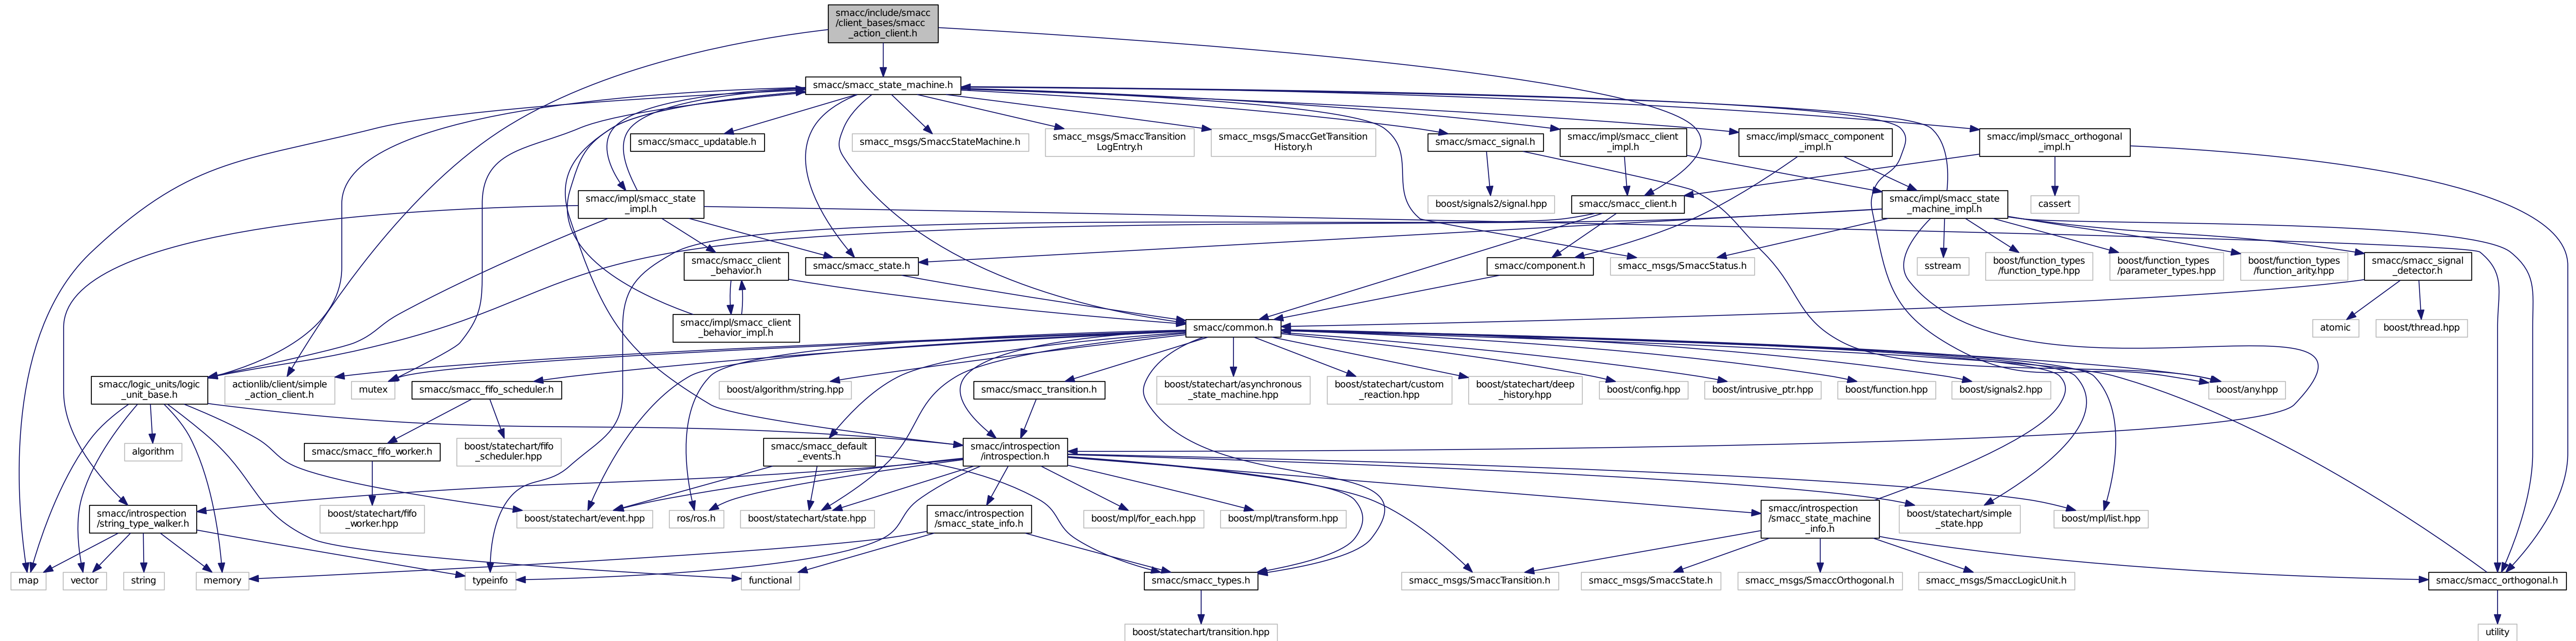 smacc/include/smacc
/client_bases/smacc
_action_client.h
smacc/smacc_state_machine.h
smacc/smacc_updatable.h
smacc_msgs/SmaccStateMachine.h
smacc_msgs/SmaccTransition
LogEntry.h
smacc_msgs/SmaccGetTransition
History.h
smacc/smacc_signal.h
smacc/impl/smacc_client
_impl.h
smacc/impl/smacc_component
_impl.h
smacc/impl/smacc_orthogonal
_impl.h
smacc/impl/smacc_state
_impl.h
boost/signals2/signal.hpp
smacc/smacc_client.h
smacc/impl/smacc_state
_machine_impl.h
cassert
smacc/smacc_client
_behavior.h
smacc/smacc_state.h
smacc/component.h
smacc_msgs/SmaccStatus.h
sstream
boost/function_types
/function_type.hpp
boost/function_types
/parameter_types.hpp
boost/function_types
/function_arity.hpp
smacc/smacc_signal
_detector.h
smacc/impl/smacc_client
_behavior_impl.h
smacc/common.h
atomic
boost/thread.hpp
smacc/logic_units/logic
_unit_base.h
actionlib/client/simple
_action_client.h
mutex
smacc/smacc_fifo_scheduler.h
boost/algorithm/string.hpp
smacc/smacc_transition.h
boost/statechart/asynchronous
_state_machine.hpp
boost/statechart/custom
_reaction.hpp
boost/statechart/deep
_history.hpp
boost/config.hpp
boost/intrusive_ptr.hpp
boost/function.hpp
boost/signals2.hpp
boost/any.hpp
algorithm
smacc/smacc_fifo_worker.h
boost/statechart/fifo
_scheduler.hpp
smacc/smacc_default
_events.h
smacc/introspection
/introspection.h
smacc/introspection
/string_type_walker.h
boost/statechart/fifo
_worker.hpp
boost/statechart/event.hpp
ros/ros.h
boost/statechart/state.hpp
smacc/introspection
/smacc_state_info.h
boost/mpl/for_each.hpp
boost/mpl/transform.hpp
smacc/introspection
/smacc_state_machine
_info.h
boost/statechart/simple
_state.hpp
boost/mpl/list.hpp
map
vector
string
memory
typeinfo
functional
smacc/smacc_types.h
smacc_msgs/SmaccTransition.h
smacc_msgs/SmaccState.h
smacc_msgs/SmaccOrthogonal.h
smacc_msgs/SmaccLogicUnit.h
smacc/smacc_orthogonal.h
boost/statechart/transition.hpp
utility